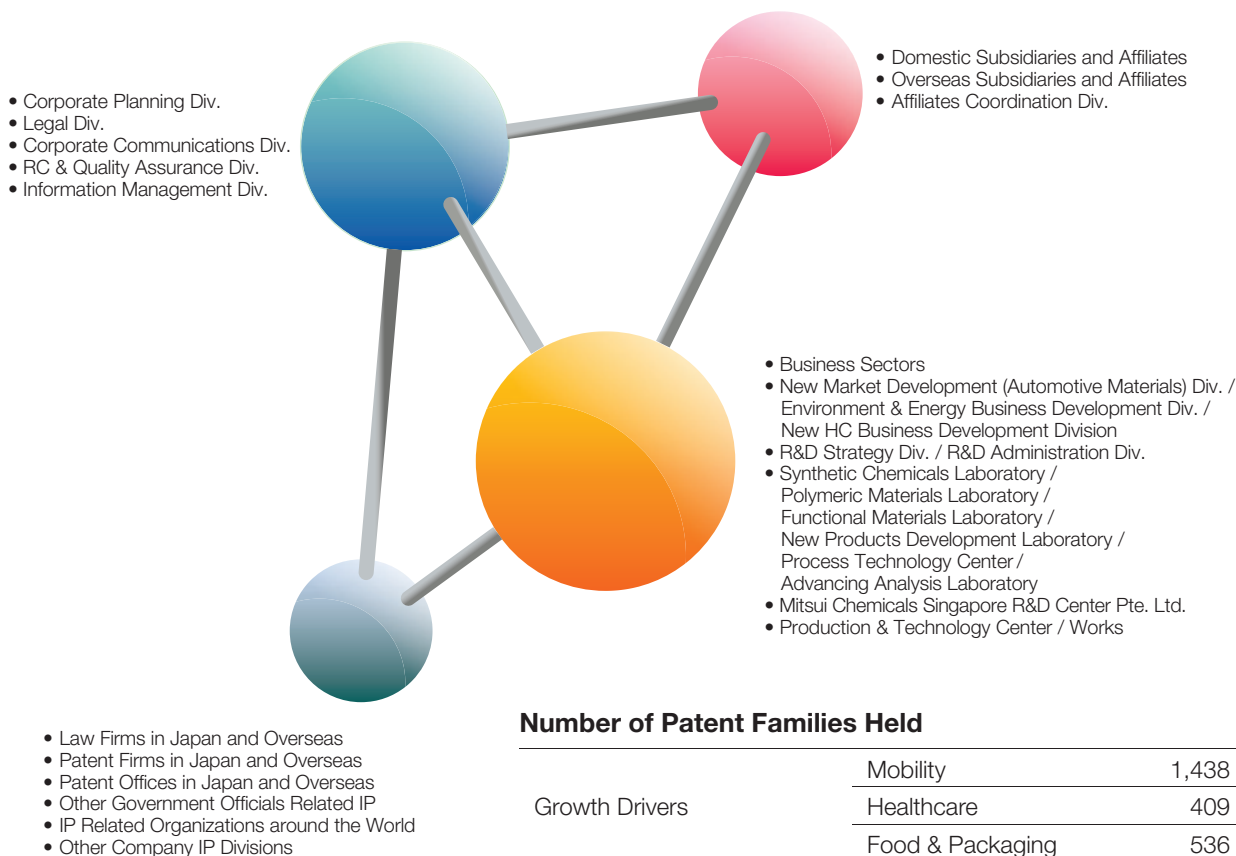 • Corporate Planning Div.
• Legal Div.
• Corporate Communications Div.
• RC & Quality Assurance Div.
• Information Management Div.
• Domestic Subsidiaries and Affiliates
• Overseas Subsidiaries and Affiliates
• Affiliates Coordination Div.
• Business Sectors
• New Market Development (Automotive Materials) Div. /
Environment & Energy Business Development Div. /
New HC Business Development Division
• R&D Strategy Div. / R&D Administration Div.
• Synthetic Chemicals Laboratory /
Polymeric Materials Laboratory /
Functional Materials Laboratory /
New Products Development Laboratory /
Process Technology Center /
Advancing Analysis Laboratory
• Mitsui Chemicals Singapore R&D Center Pte. Ltd.
• Production & Technology Center / Works
• Law Firms in Japan and Overseas
• Patent Firms in Japan and Overseas
• Patent Offices in Japan and Overseas
• Other Government Officials Related IP
• IP Related Organizations around the World
• Other Company IP Divisions
Number of Patent Families Held
Mobility 1,438
Growth Drivers Healthcare 409
Food & Packaging 536